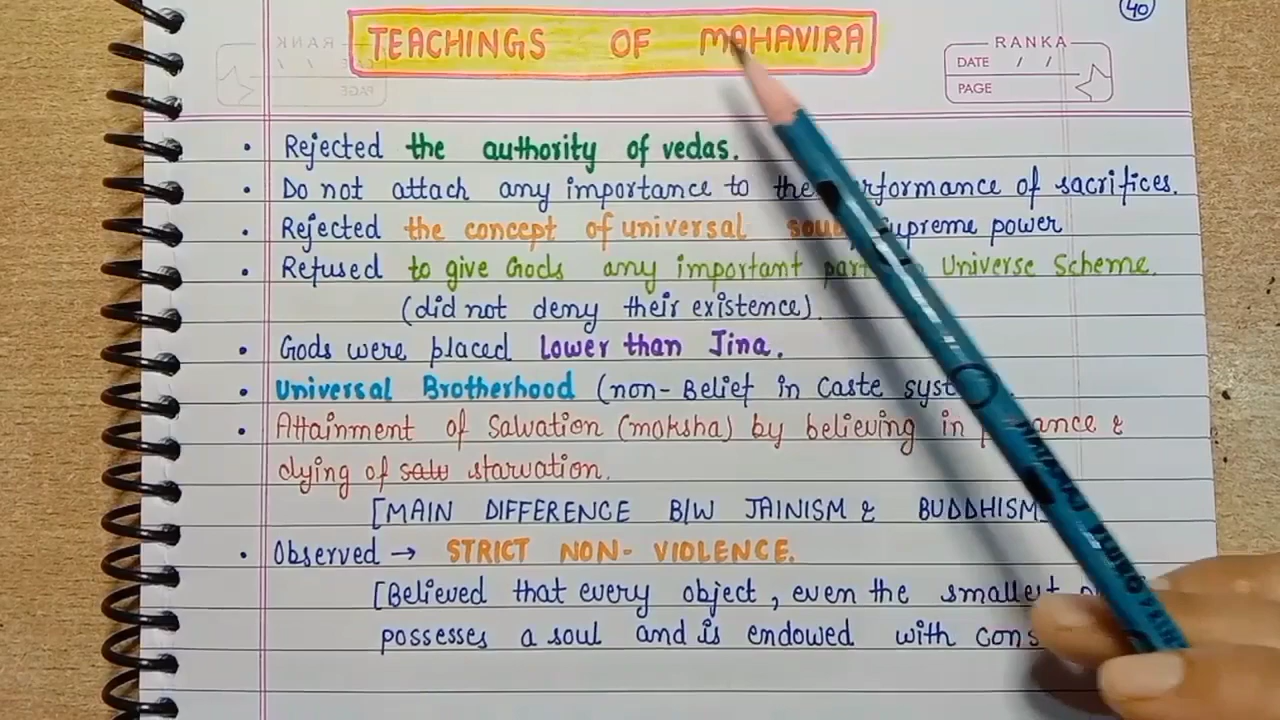 40
TEACHINGS OF MAHAVIRA
RANKA
DATE / /
PAGE
• Rejected the authority of vedas.
• Do not attach any importance to the performance of sacrifices.
• Rejected the concept of universal soul, supreme power
• Refused to give Gods any important part Universe Scheme.
(did not deny their existence).
• Gods were placed Lower than Jina.
• Universal Brotherhood (non-Belief in Caste
• Attainment of Salvation (moksha) by believing in &
dying of starvation.
[MAIN DIFFERENCE B/W JAINISM & BUDDHISM
• Observed → STRICT NON-VIOLENCE.
[Believed that every object, even the smallest
possesses a soul and is endowed with